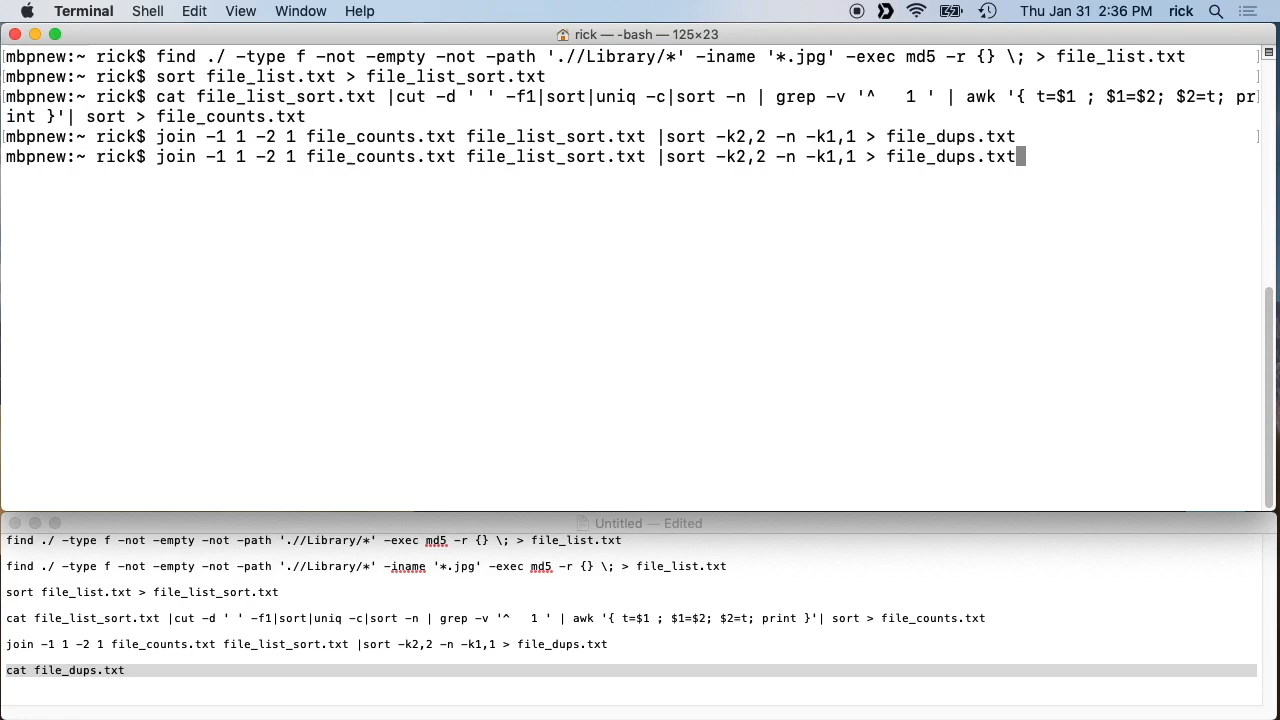 Terminal Shell Edit View Window Help Thu Jan 31 2:36 PM rick
rick — -bash — 125×23
[mbpnew:~ rick$ find ./ -type f -not -empty -not -path './/Library/*' -iname '*.jpg' -exec md5 -r {} \; > file_list.txt ]
[mbpnew:~ rick$ sort file_list.txt > file_list_sort.txt ]
[mbpnew:~ rick$ cat file_list_sort.txt |cut -d ' ' -f1|sort|uniq -c|sort -n | grep -v '^   1 ' | awk '{ t=$1 ; $1=$2; $2=t; pr]
int }'| sort > file_counts.txt
[mbpnew:~ rick$ join -1 1 -2 1 file_counts.txt file_list_sort.txt |sort -k2,2 -n -k1,1 > file_dups.txt ]
mbpnew:~ rick$ join -1 1 -2 1 file_counts.txt file_list_sort.txt |sort -k2,2 -n -k1,1 > file_dups.txt
Untitled — Edited
find ./ -type f -not -empty -not -path './/Library/*' -exec md5 -r {} \; > file_list.txt
find ./ -type f -not -empty -not -path './/Library/*' -iname '*.jpg' -exec md5 -r {} \; > file_list.txt
sort file_list.txt > file_list_sort.txt
cat file_list_sort.txt |cut -d ' ' -f1|sort|uniq -c|sort -n | grep -v '^   1 ' | awk '{ t=$1 ; $1=$2; $2=t; print }'| sort > file_counts.txt
join -1 1 -2 1 file_counts.txt file_list_sort.txt |sort -k2,2 -n -k1,1 > file_dups.txt
cat file_dups.txt